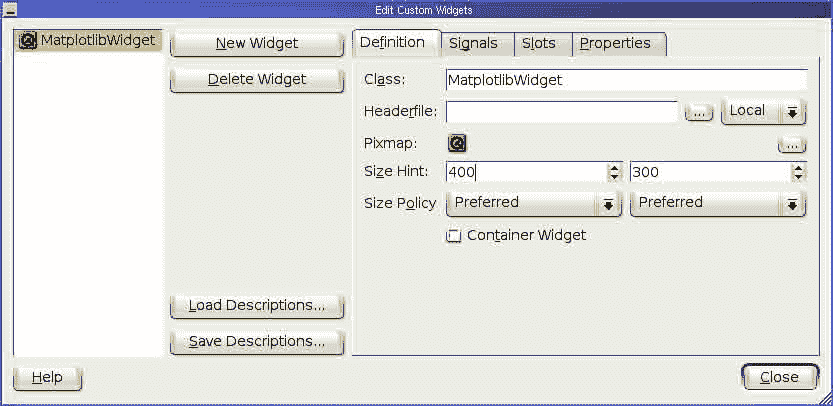 Edit Custom Widgets
MatplotlibWidget
New Widget
Delete Widget
Load Descriptions...
Save Descriptions...
Definition Signals Slots Properties
Class: MatplotlibWidget
Headerfile: ... Local
Pixmap: ...
Size Hint: 400 300
Size Policy Preferred Preferred
Container Widget
Help Close